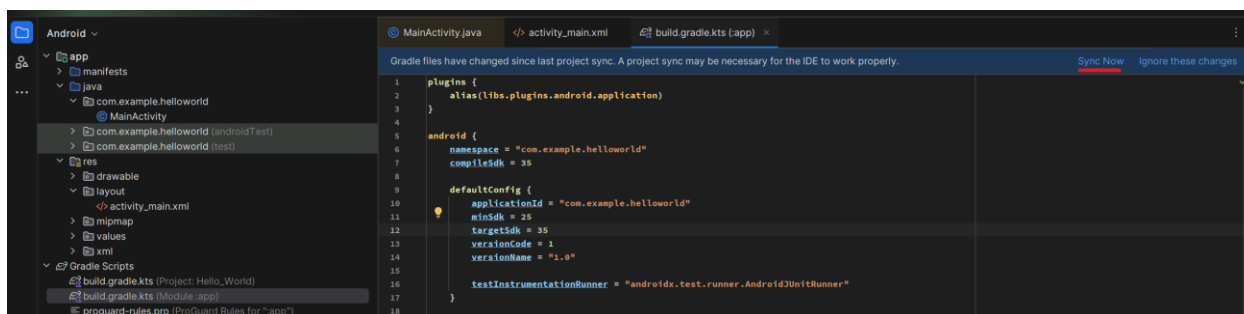 Android
app
manifests
java
com.example.helloworld
MainActivity
com.example.helloworld (androidTest)
com.example.helloworld (test)
res
drawable
layout
</> activity_main.xml
mipmap
values
xml
Gradle Scripts
build.gradle.kts (Project: Hello_World)
build.gradle.kts (Module :app)
proguard-rules.pro (ProGuard Rules for ":app")
MainActivity.java </> activity_main.xml build.gradle.kts (:app)
Gradle files have changed since last project sync. A project sync may be necessary for the IDE to work properly. Sync Now Ignore these changes
1 plugins {
2 alias(libs.plugins.android.application)
3 }
4
5 android {
6 namespace = "com.example.helloworld"
7 compileSdk = 35
8
9 defaultConfig {
10 applicationId = "com.example.helloworld"
11 minSdk = 25
12 targetSdk = 35
13 versionCode = 1
14 versionName = "1.0"
15
16 testInstrumentationRunner = "androidx.test.runner.AndroidJUnitRunner"
17 }
18